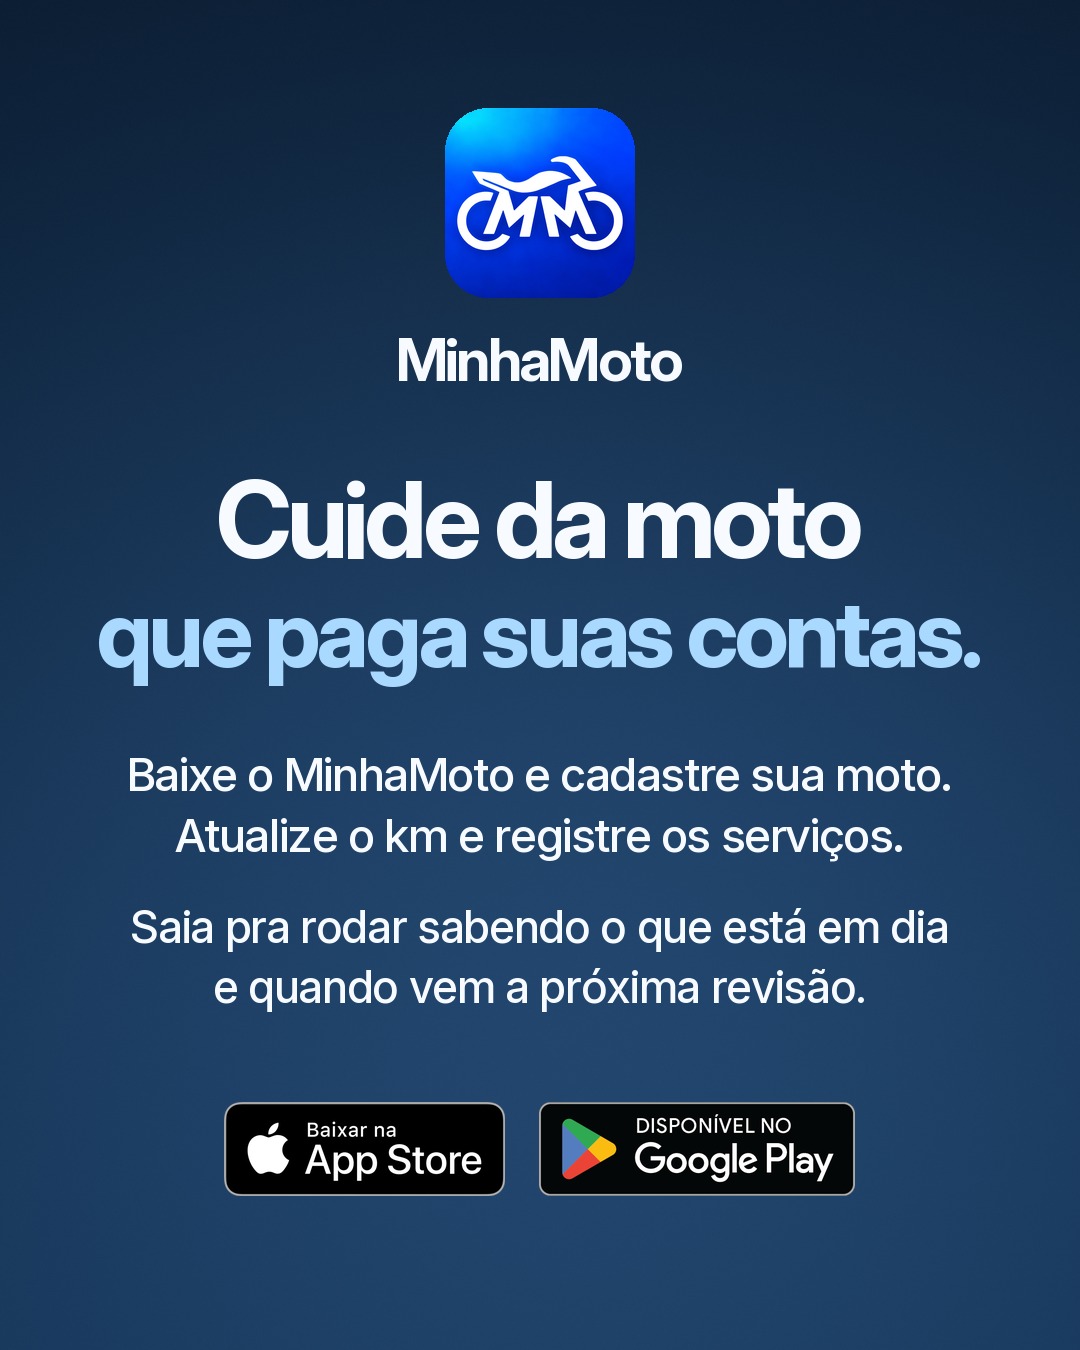 MM
MinhaMoto
Cuide da moto
que paga suas contas.
Baixe o MinhaMoto e cadastre sua moto.
Atualize o km e registre os serviços.
Saia pra rodar sabendo o que está em dia
e quando vem a próxima revisão.
Baixar na
App Store
DISPONÍVEL NO
Google Play